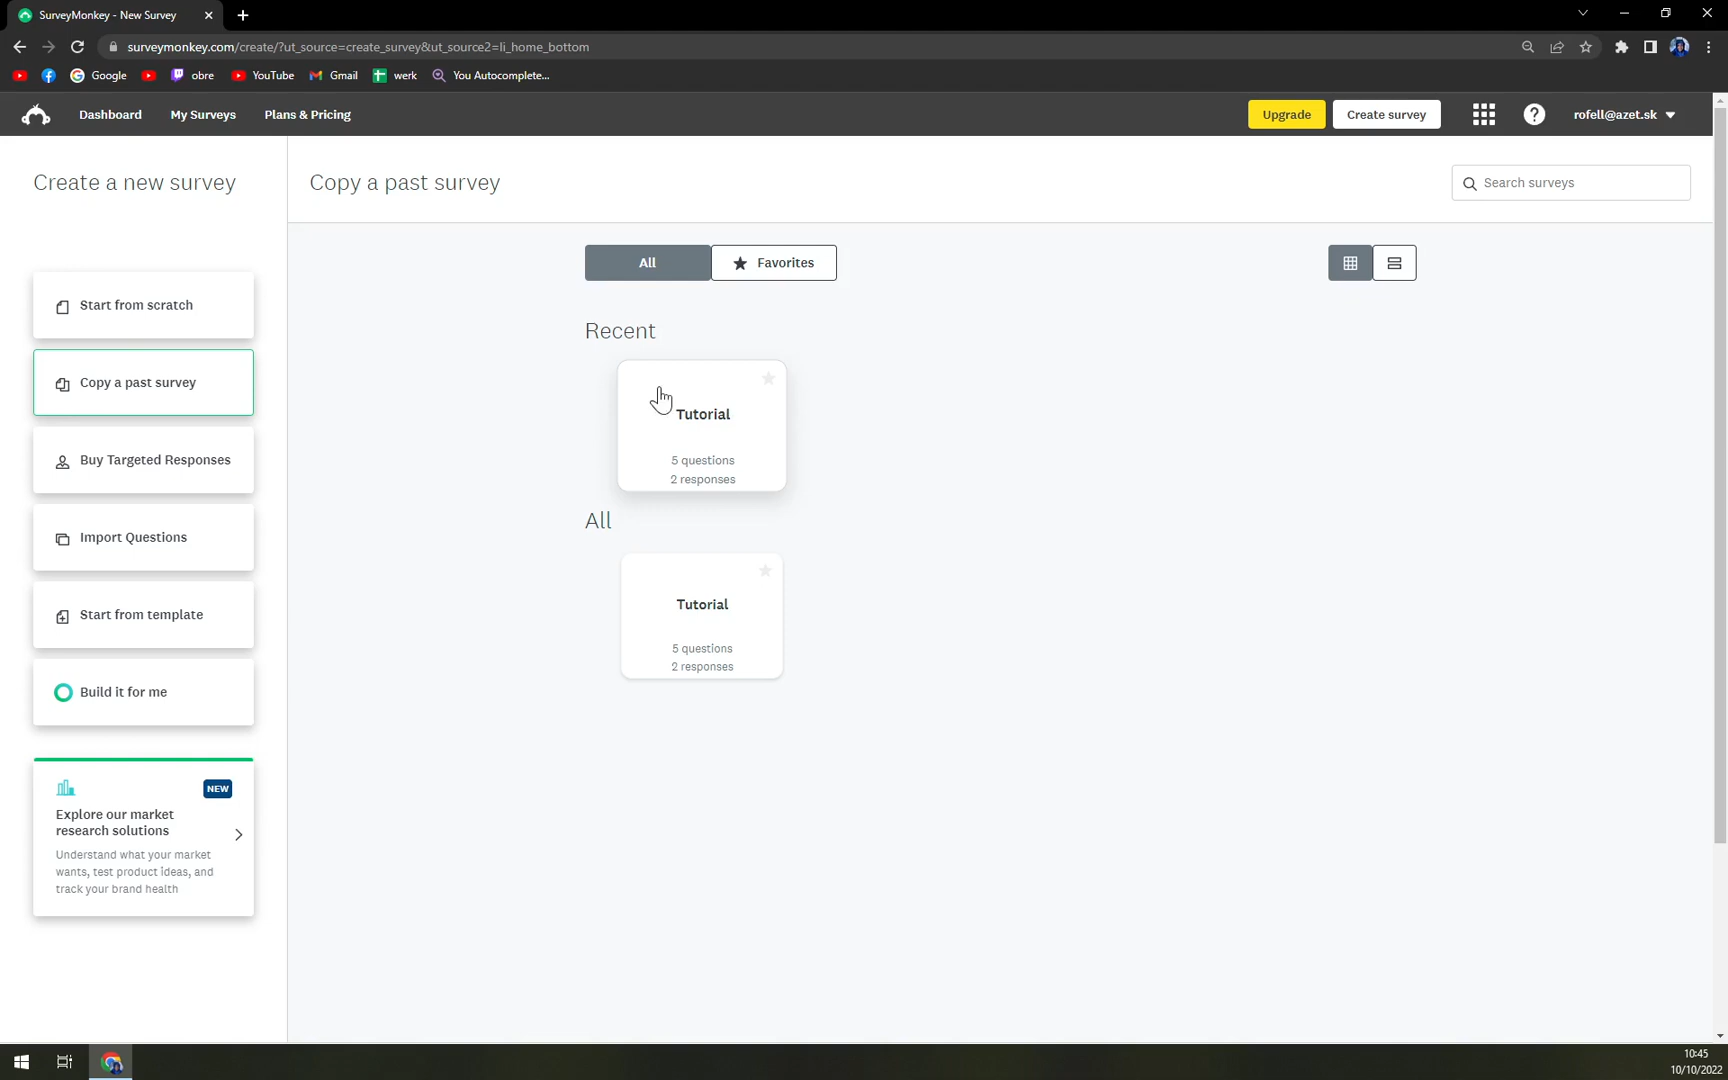 SurveyMonkey - New Survey
surveymonkey.com/create/?ut_source=create_survey&ut_source2=li_home_bottom
Google
obre
YouTube
Gmail
werk
You Autocomplete...
Dashboard
My Surveys
Plans & Pricing
Upgrade
Create survey
?
rofell@azet.sk
Create a new survey
Copy a past survey
Search surveys
All
Favorites
Start from scratch
Recent
Copy a past survey
Tutorial
5 questions
2 responses
Buy Targeted Responses
All
Import Questions
Tutorial
5 questions
2 responses
Start from template
Build it for me
NEW
Explore our market
research solutions
Understand what your market
wants, test product ideas, and
track your brand health
10:45
10/10/2022